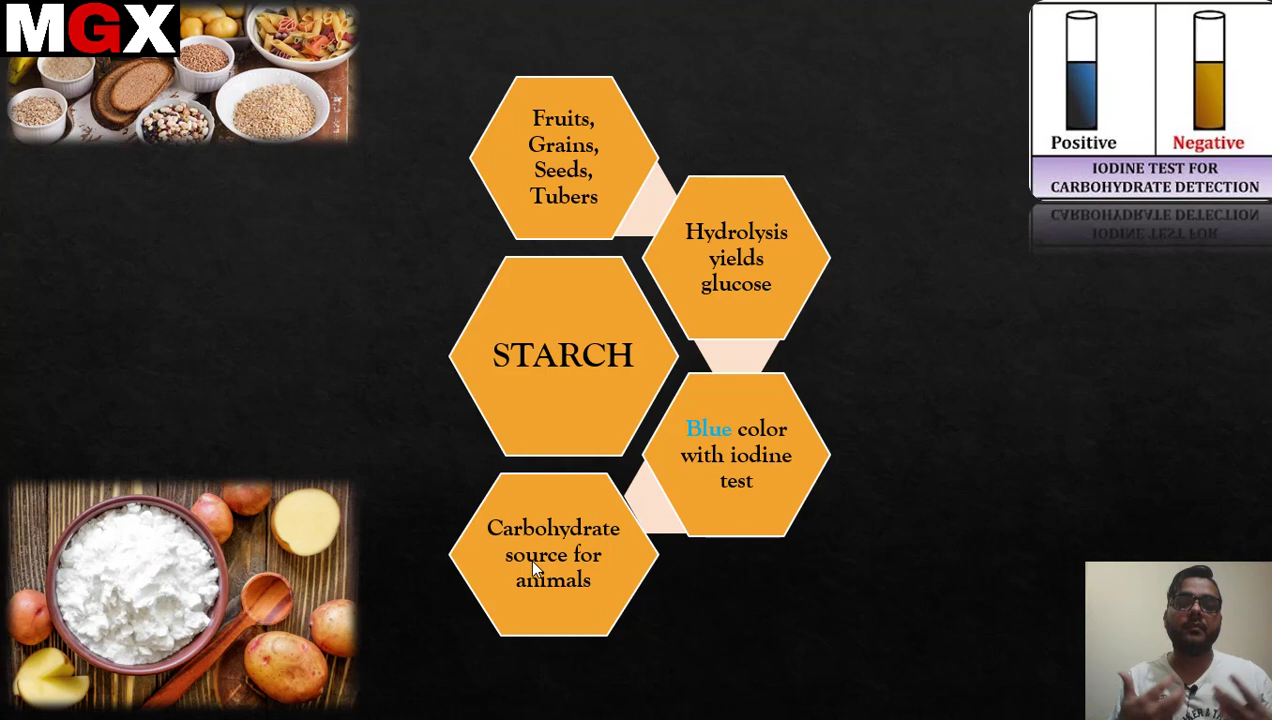 MGX
Fruits,
Grains,
Seeds,
Tubers
Hydrolysis
yields
glucose
STARCH
Blue color
with iodine
test
Carbohydrate
source for
animals
Positive
Negative
IODINE TEST FOR
CARBOHYDRATE DETECTION